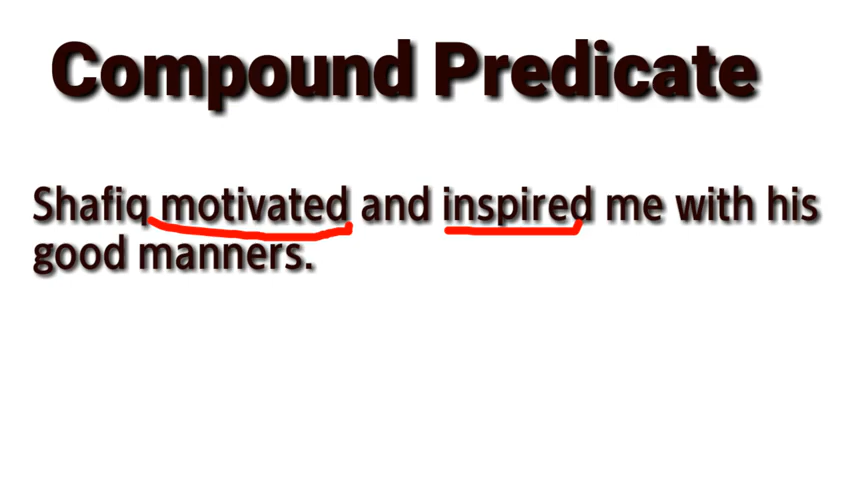 Compound Predicate
Shafiq motivated and inspired me with his
good manners.